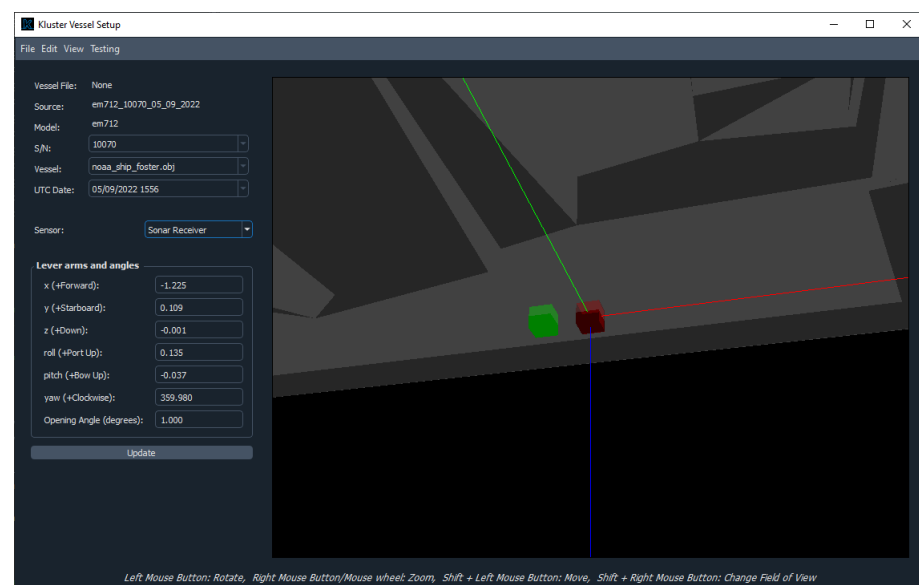 Kluster Vessel Setup
File Edit View Testing
Vessel File: None
Source: em712_10070_05_09_2022
Model: em712
S/N: 10070
Vessel: noaa_ship_foster.obj
UTC Date: 05/09/2022 1556
Sensor: Sonar Receiver
Lever arms and angles
x (+Forward): -1.225
y (+Starboard): 0.109
z (+Down): -0.001
roll (+Port Up): 0.135
pitch (+Bow Up): -0.037
yaw (+Clockwise): 359.980
Opening Angle (degrees): 1.000
Update
Left Mouse Button: Rotate, Right Mouse Button/Mouse wheel: Zoom, Shift + Left Mouse Button: Move, Shift + Right Mouse Button: Change Field of View